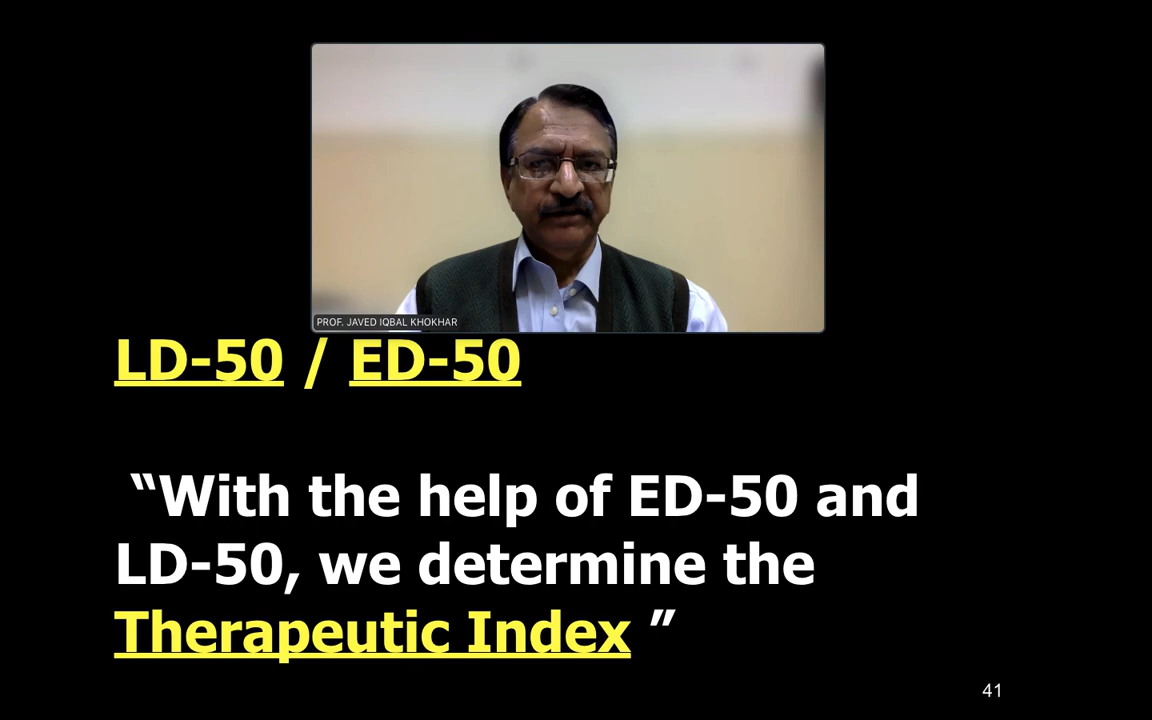 PROF. JAVED IQBAL KHOKHAR
LD-50 / ED-50
“With the help of ED-50 and
LD-50, we determine the
Therapeutic Index ”
41